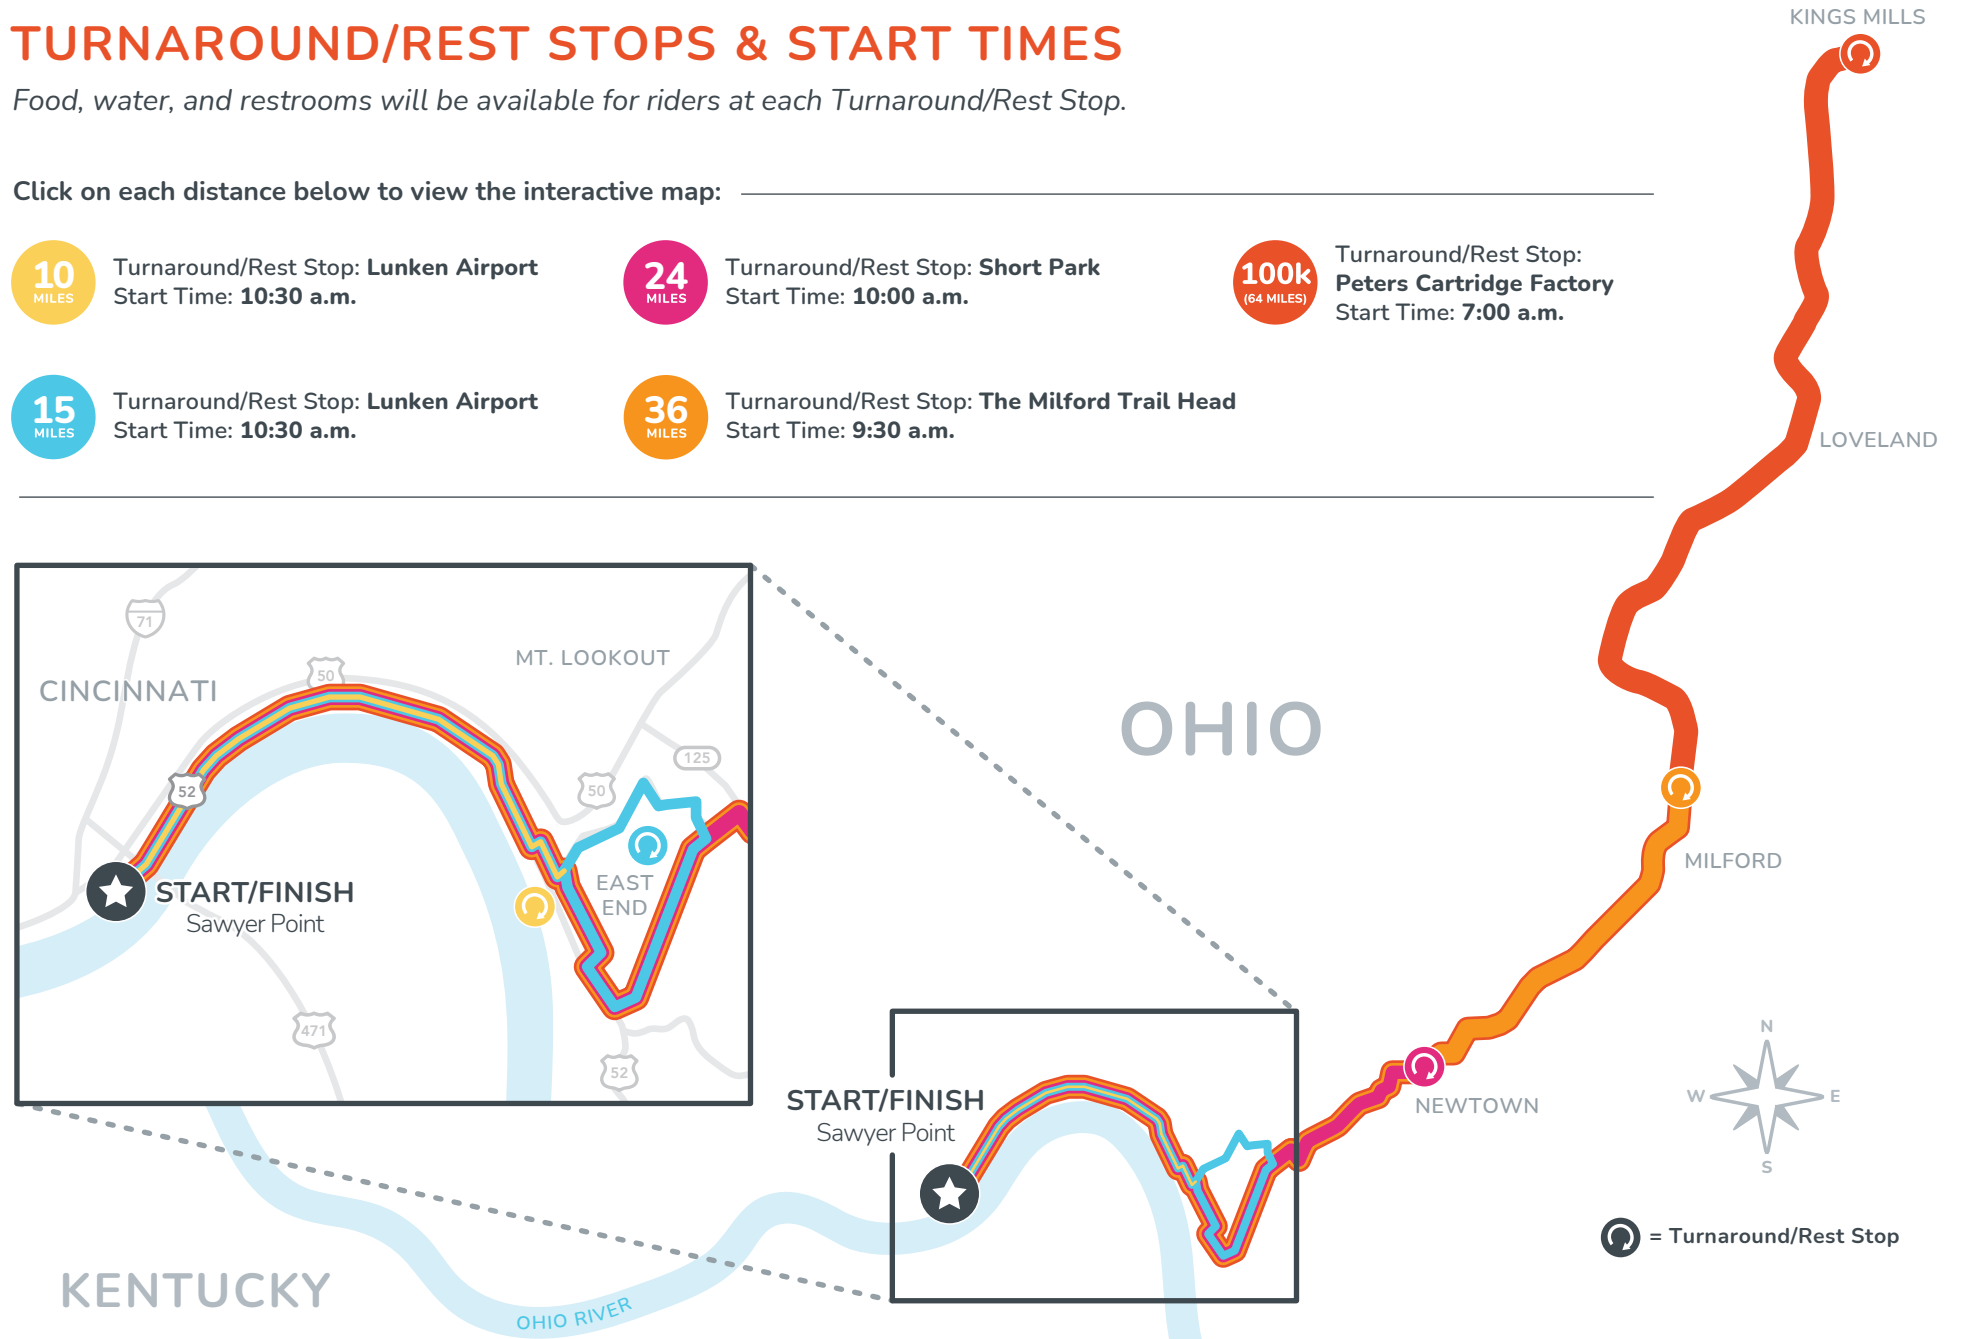 TURNAROUND/REST STOPS & START TIMES
Food, water, and restrooms will be available for riders at each Turnaround/Rest Stop.
Click on each distance below to view the interactive map:
10
MILES
Turnaround/Rest Stop: Lunken Airport
Start Time: 10:30 a.m.
24
MILES
Turnaround/Rest Stop: Short Park
Start Time: 10:00 a.m.
100k
(64 MILES)
Turnaround/Rest Stop:
Peters Cartridge Factory
Start Time: 7:00 a.m.
15
MILES
Turnaround/Rest Stop: Lunken Airport
Start Time: 10:30 a.m.
36
MILES
Turnaround/Rest Stop: The Milford Trail Head
Start Time: 9:30 a.m.
KINGS MILLS
LOVELAND
71
50
MT. LOOKOUT
CINCINNATI
125
50
52
START/FINISH
Sawyer Point
EAST
END
471
52
OHIO
MILFORD
NEWTOWN
START/FINISH
Sawyer Point
N
W
E
S
= Turnaround/Rest Stop
KENTUCKY
OHIO RIVER